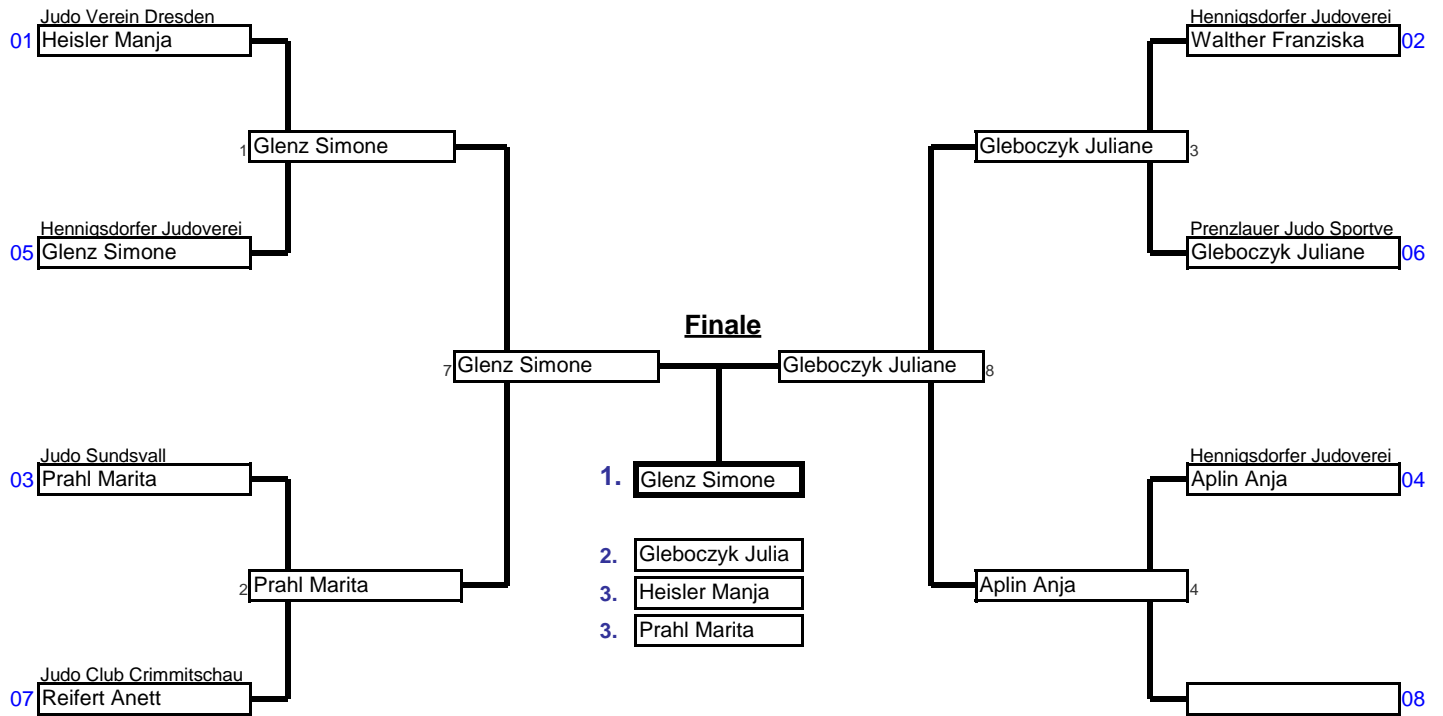 Judo Verein Dresden
01 Heisler Manja
Hennigsdorfer Judoverei
Walther Franziska 02
1 Glenz Simone
Gleboczyk Juliane 3
Hennigsdorfer Judoverei
05 Glenz Simone
Prenzlauer Judo Sportve
Gleboczyk Juliane 06
Finale
7 Glenz Simone
Gleboczyk Juliane 8
Judo Sundsvall
03 Prahl Marita
1. Glenz Simone
Hennigsdorfer Judoverei
Aplin Anja 04
2. Gleboczyk Julia
2 Prahl Marita
3. Heisler Manja
Aplin Anja 4
3. Prahl Marita
Judo Club Crimmitschau
07 Reifert Anett
08